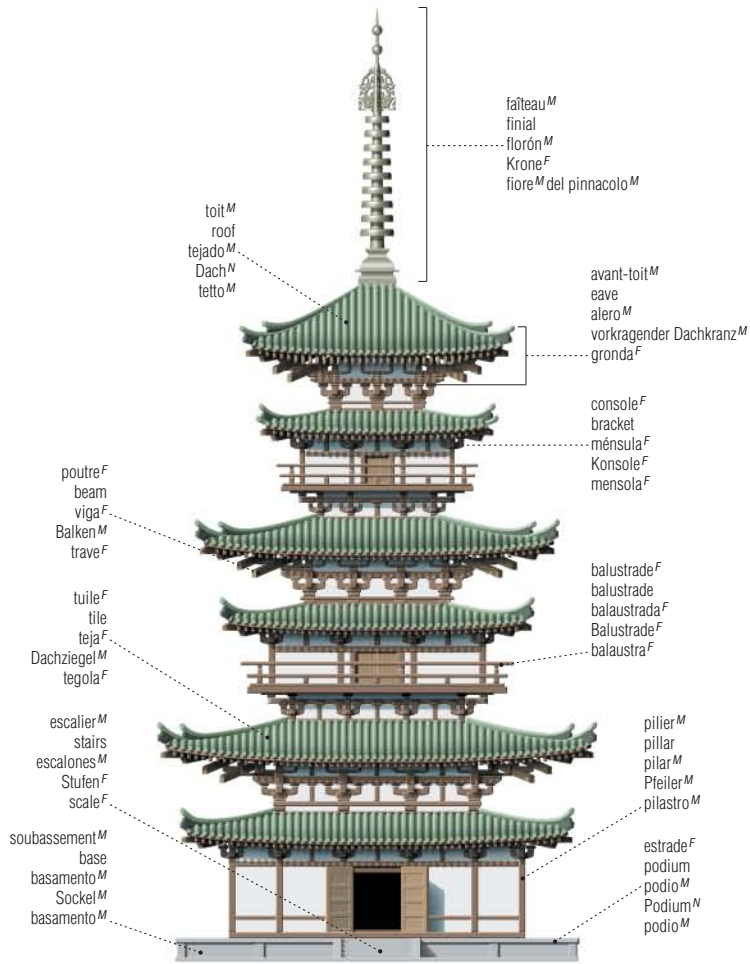 faîteau M
finial
florón M
Krone F
fiore M del pinnacolo M
toit M
roof
tejado M
Dach N
tetto M
avant-toit M
eave
alero M
vorkragender Dachkranz M
gronda F
console F
bracket
ménsula F
Konsole F
mensola F
poutre F
beam
viga F
Balken M
trave F
balustrade F
balustrade
balaustrada F
Balustrade F
balaustra F
tuile F
tile
teja F
Dachziegel M
tegola F
escalier M
stairs
escalones M
Stufen F
scale F
pilier M
pillar
pilar M
Pfeiler M
pilastro M
soubassement M
base
basamento M
Sockel M
basamento M
estrade F
podium
podio M
Podium N
podio M